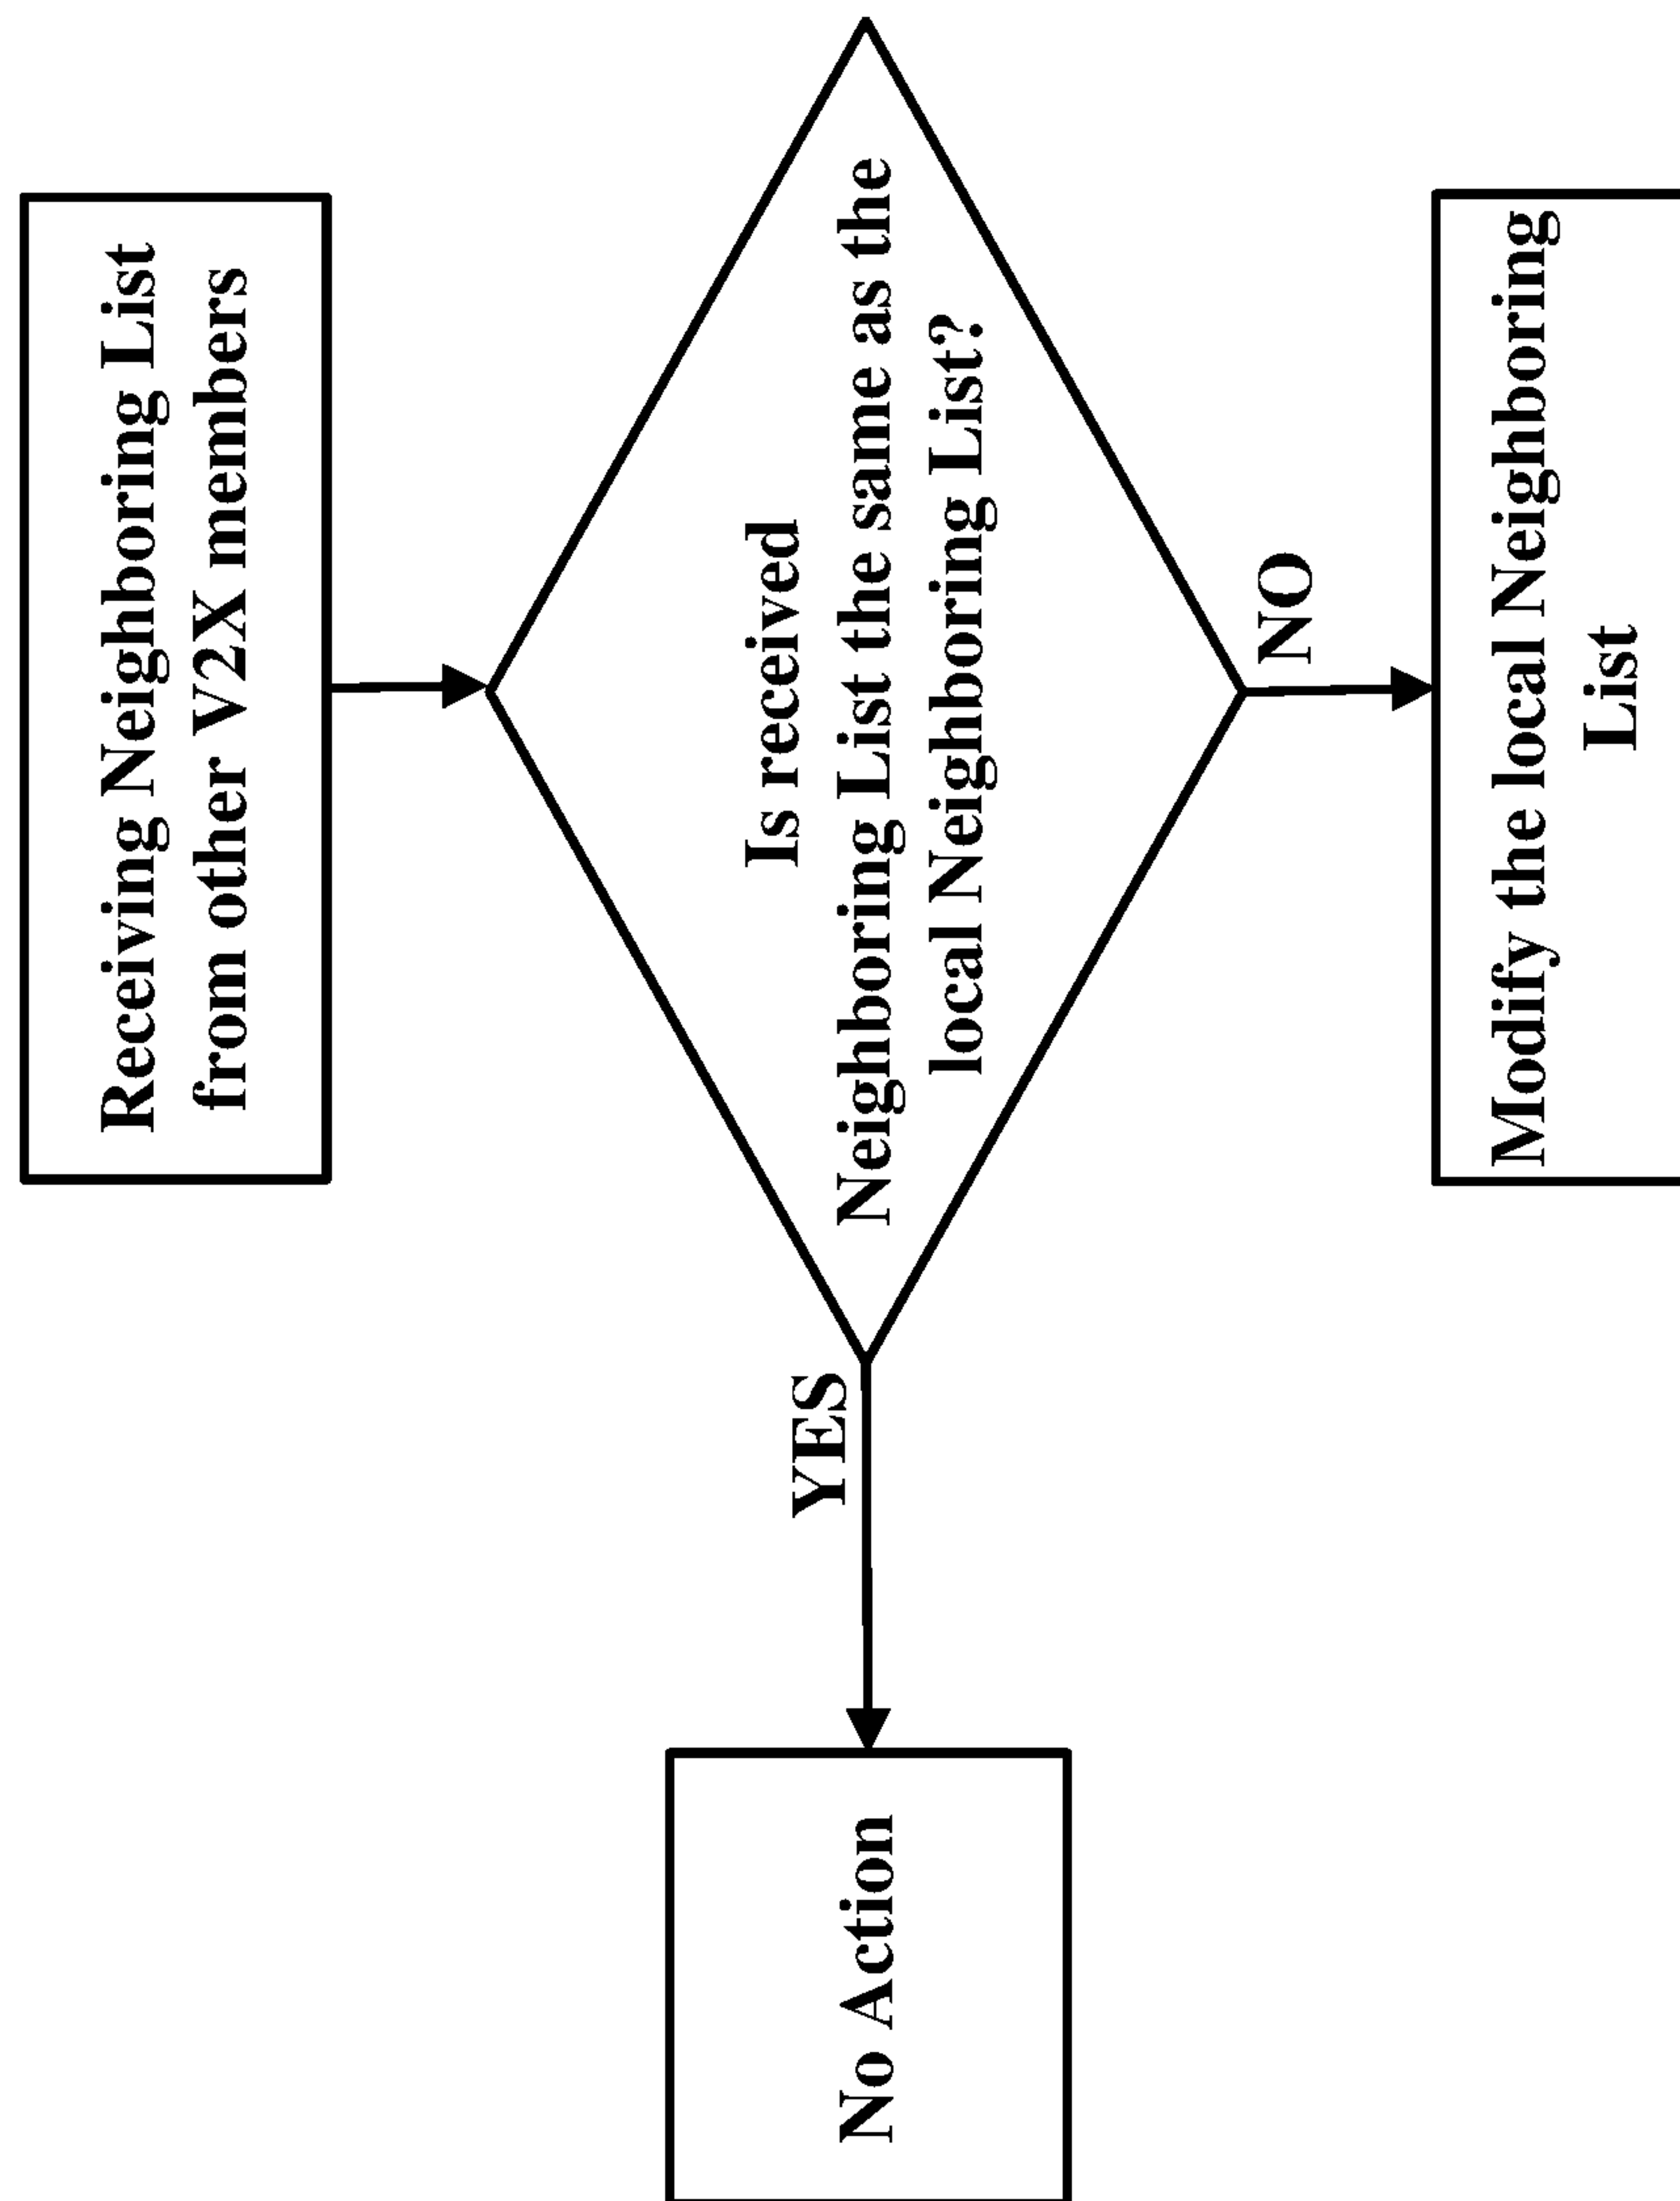 Receiving Neighboring List
from other V2X members
Is received
Neighboring List the same as the
local Neighboring List?
YES
No Action
NO
Modify the local Neighboring
List